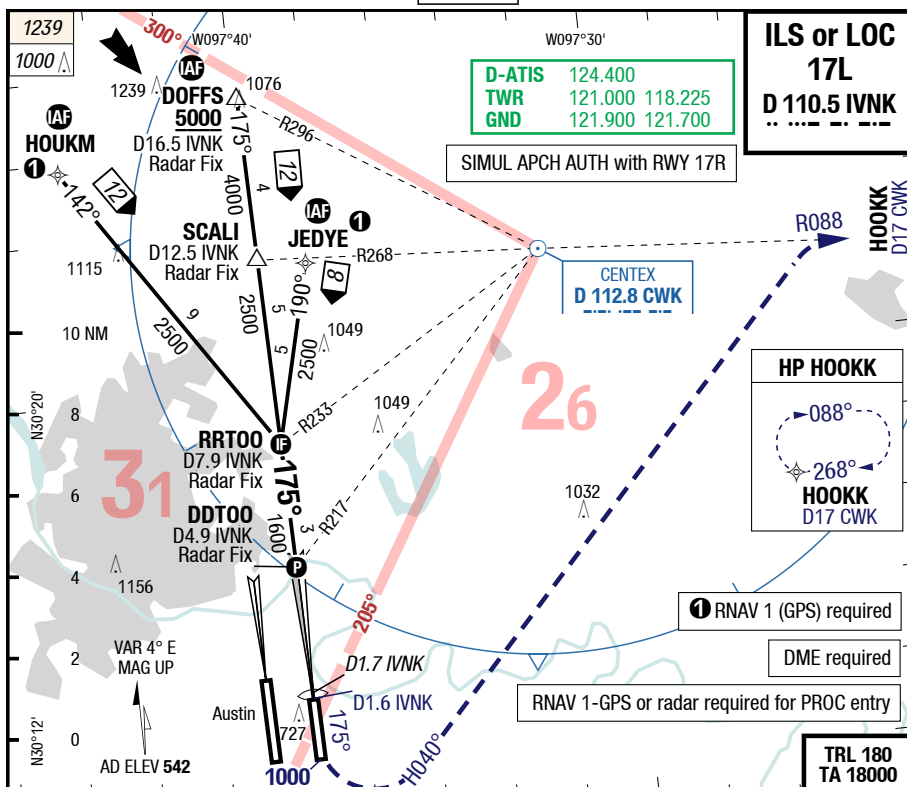 1239
1000
300°
W097°40'
W097°30'
ILS or LOC
17L
D 110.5 IVNK
D-ATIS 124.400
TWR 121.000 118.225
GND 121.900 121.700
SIMUL APCH AUTH with RWY 17R
IAF
1239
DOFFS
5000
D16.5 IVNK
Radar Fix
1076
R296
175°
4
4000
IAF
HOUKM
1
142°
12
12
IAF
JEDYE
1
SCALI
D12.5 IVNK
Radar Fix
R268
190°
8
R088
HOOKK
D17 CWK
1115
CENTEX
D 112.8 CWK
9
2500
2500
5
5
2500
1049
10 NM
26
HP HOOKK
088°
268°
HOOKK
D17 CWK
N30°20'
8
1049
R233
RRTOO
D7.9 IVNK
Radar Fix
IF
31
175°
6
1032
DDTOO
D4.9 IVNK
Radar Fix
3
1600
R217
P
4
1156
205°
1 RNAV 1 (GPS) required
VAR 4° E
MAG UP
2
D1.7 IVNK
DME required
D1.6 IVNK
RNAV 1-GPS or radar required for PROC entry
Austin
727
175°
N30°12'
0
H040°
AD ELEV 542
1000
TRL 180
TA 18000